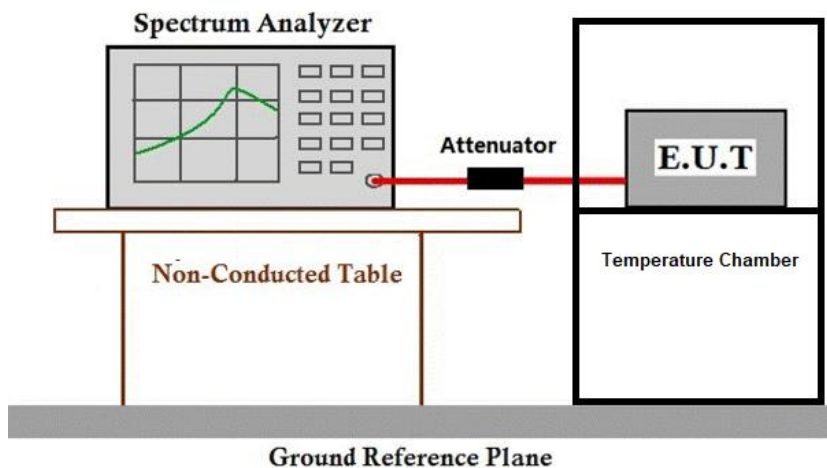 Spectrum Analyzer
Attenuator
E.U.T
Non-Conducted Table
Temperature Chamber
Ground Reference Plane